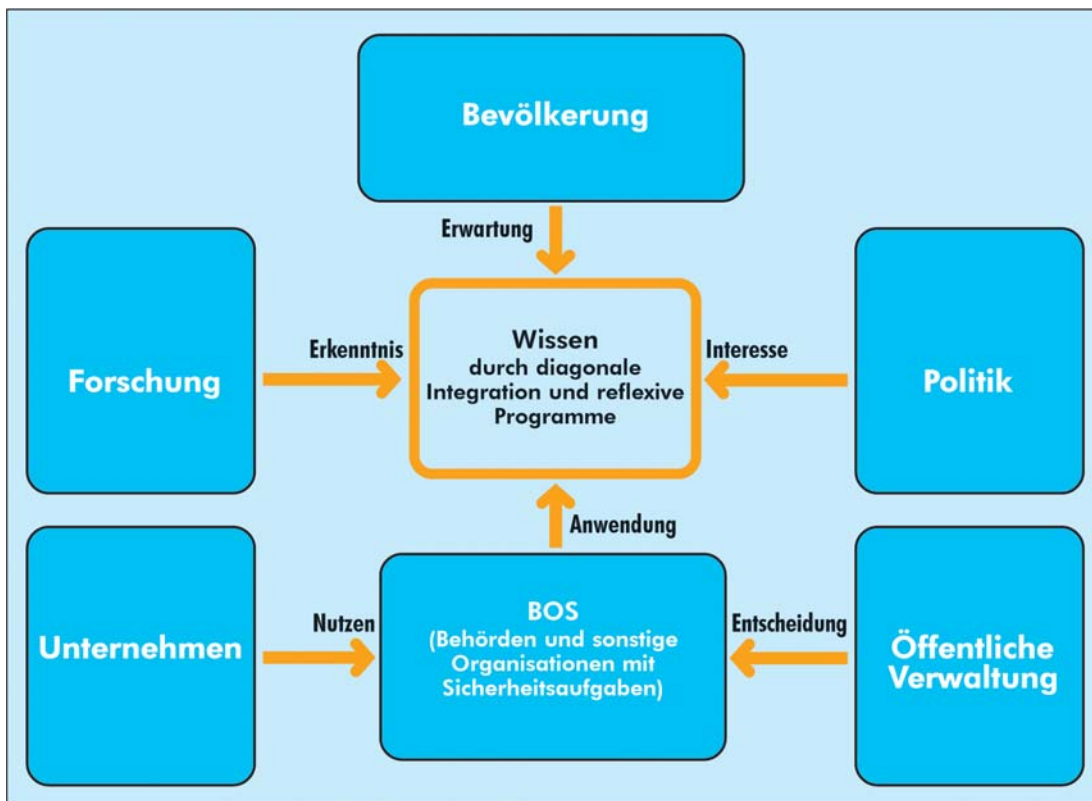 Bevölkerung
Erwartung
Forschung
Erkenntnis
Wissen
durch diagonale
Integration und reflexive
Programme
Interesse
Politik
Anwendung
Unternehmen
Nutzen
BOS
(Behörden und sonstige
Organisationen mit
Sicherheitsaufgaben)
Entscheidung
Öffentliche
Verwaltung